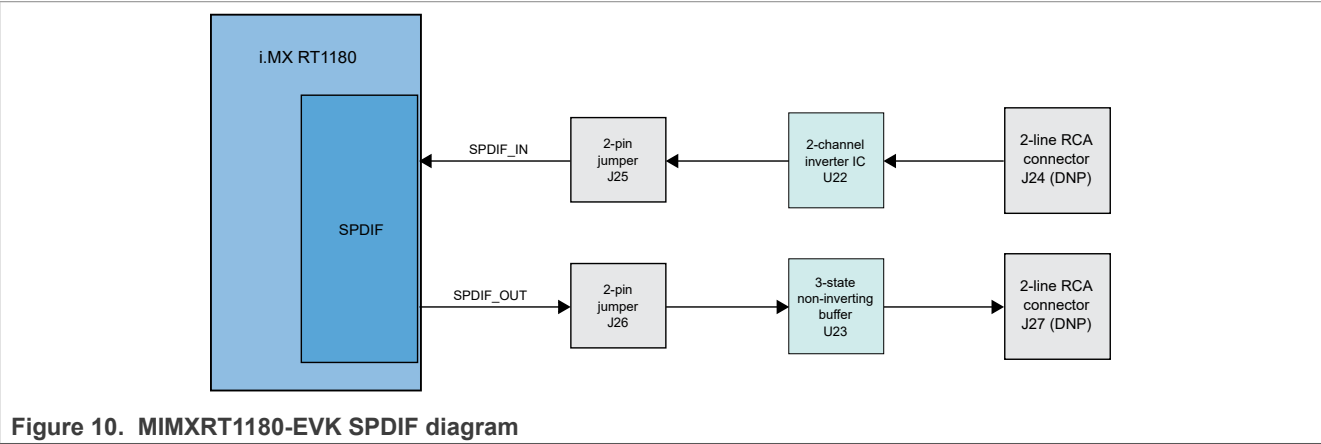 i.MX RT1180
SPDIF
SPDIF_IN
2-pin
jumper
J25
2-channel
inverter IC
U22
2-line RCA
connector
J24 (DNP)
SPDIF_OUT
2-pin
jumper
J26
3-state
non-inverting
buffer
U23
2-line RCA
connector
J27 (DNP)
Figure 10. MIMXRT1180-EVK SPDIF diagram